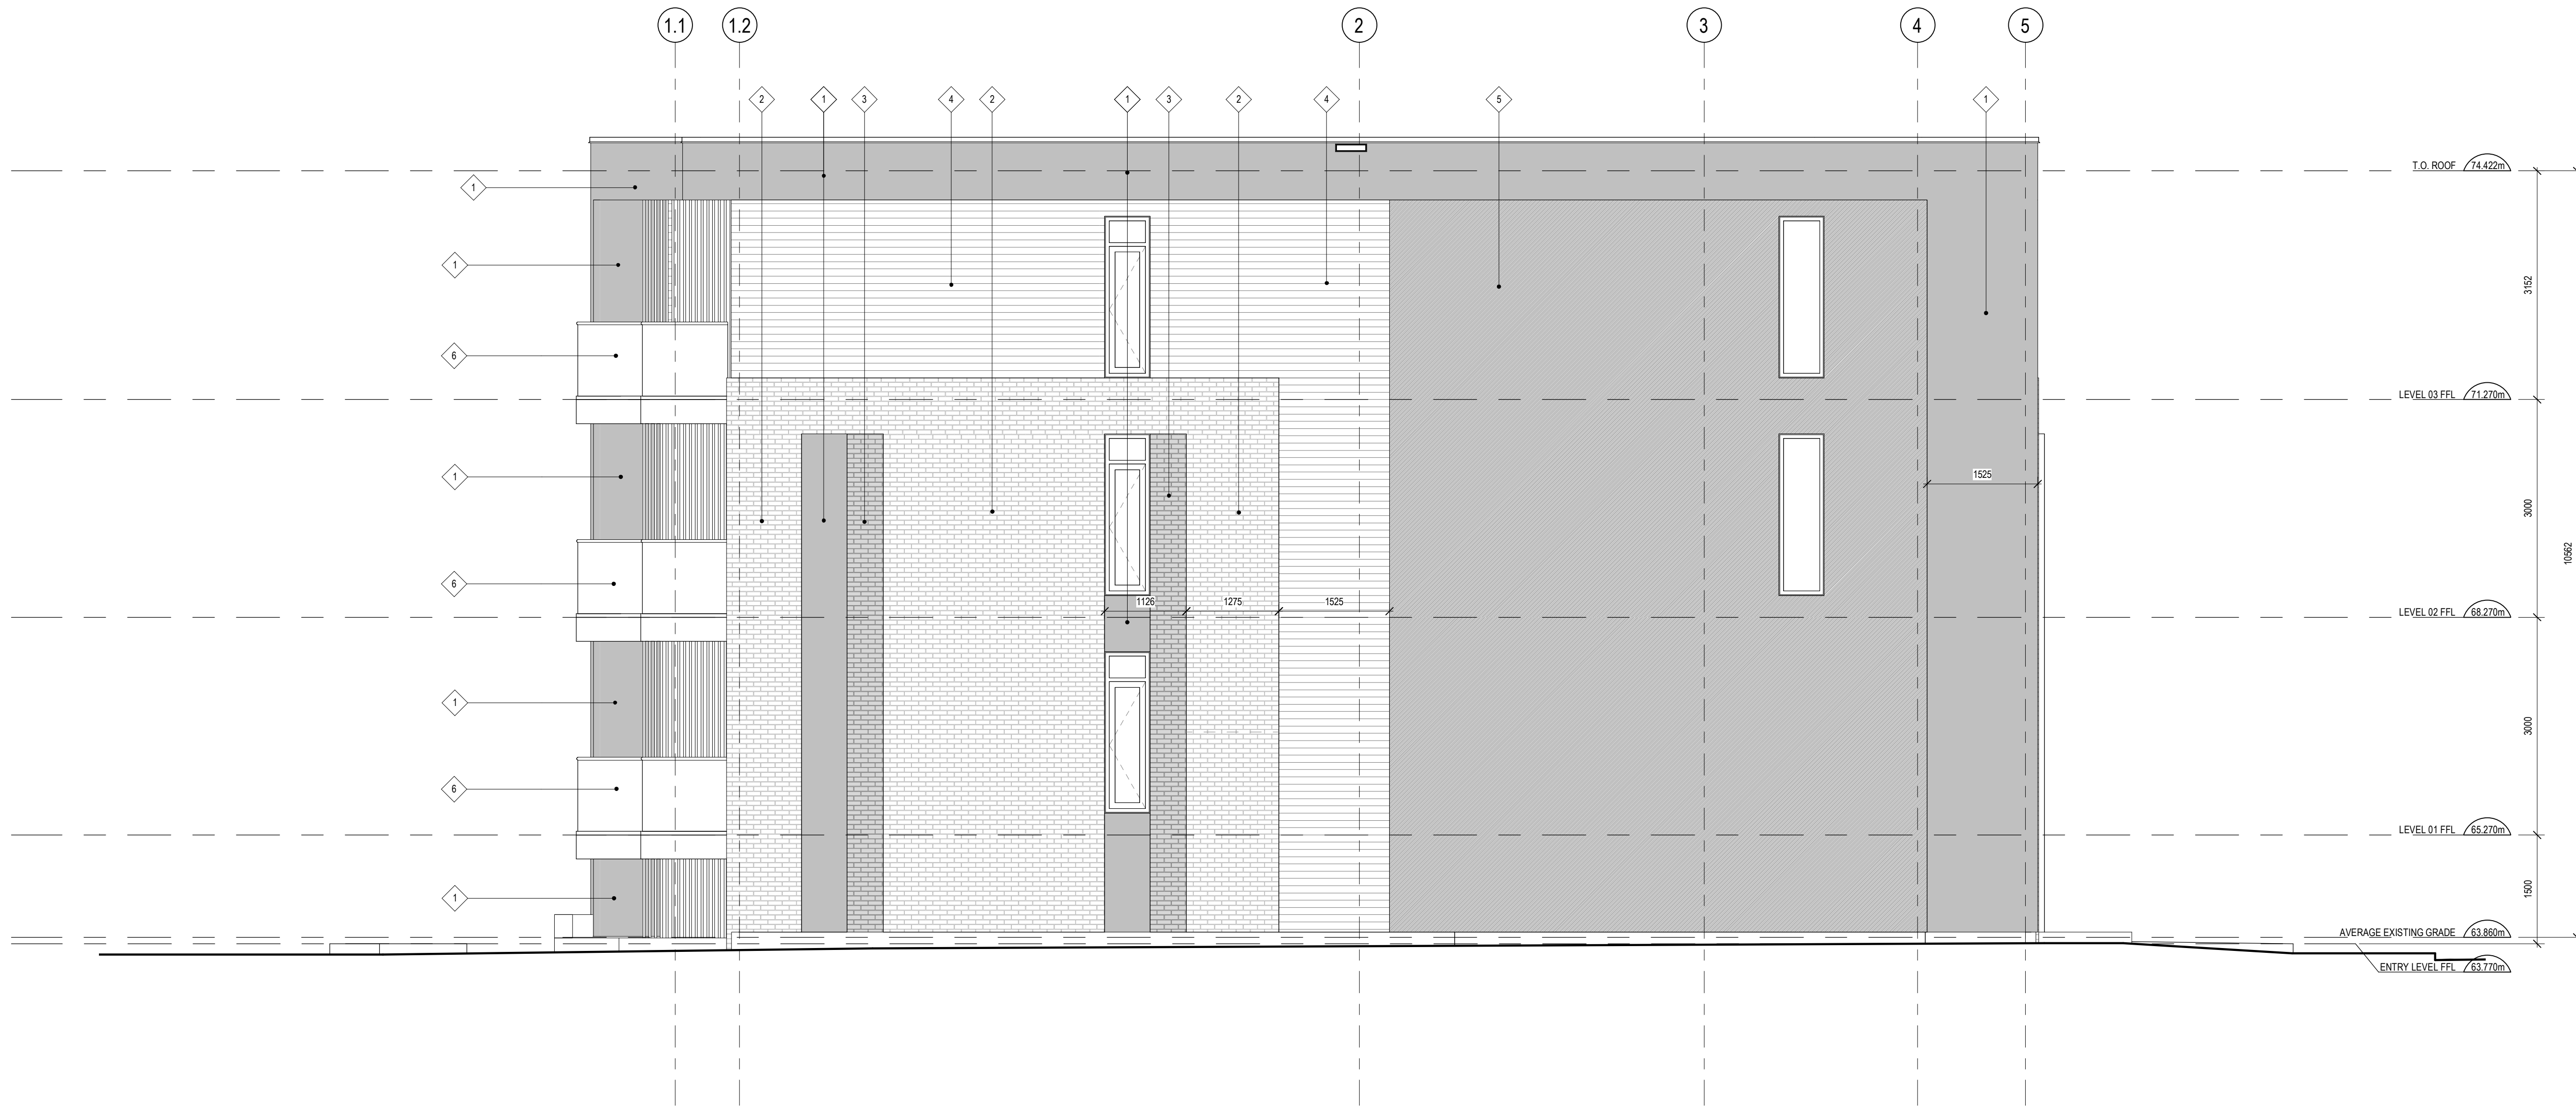 1.1 1.2 2 3 4 5
2 1 3 4 2 1 3 2 4 5 1
T.O. ROOF 74.422m
1
1
3152
6
LEVEL 03 FFL 71.270m
1
1525
3000
10562
6
1126 1275 1525
LEVEL 02 FFL 68.270m
1
3000
6
LEVEL 01 FFL 65.270m
1
1500
AVERAGE EXISTING GRADE 63.860m
ENTRY LEVEL FFL 63.770m